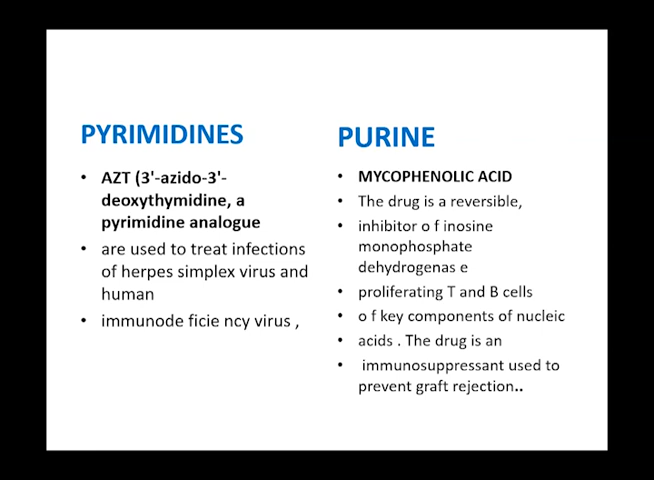 PYRIMIDINES
• AZT (3'-azido-3'-
deoxythymidine, a
pyrimidine analogue
• are used to treat infections
of herpes simplex virus and
human
• immunode ficie ncy virus ,
PURINE
• MYCOPHENOLIC ACID
• The drug is a reversible,
• inhibitor o f inosine
monophosphate
dehydrogenas e
• proliferating T and B cells
• o f key components of nucleic
• acids . The drug is an
• immunosuppressant used to
prevent graft rejection..